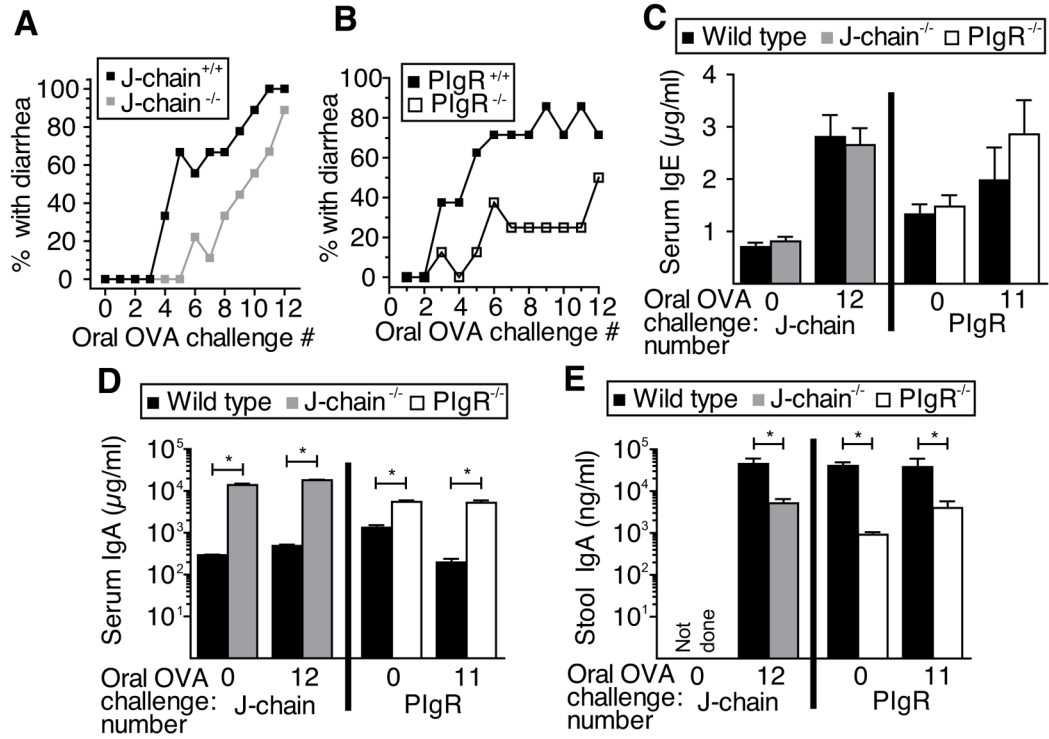 A
J-chain+/+
J-chain-/-
% with diarrhea
100
80
60
40
20
0
0 2 4 6 8 10 12
Oral OVA challenge #
B
PIgR+/+
PIgR-/-
% with diarrhea
100
80
60
40
20
0
0 2 4 6 8 10 12
Oral OVA challenge #
C
Wild type J-chain-/- PIgR-/-
Serum IgE (µg/ml)
4
3
2
1
Oral OVA 0 12 0 11
challenge: J-chain PIgR
number
D
Wild type J-chain-/- PIgR-/-
Serum IgA (µg/ml)
10^5
10^4
10^3
10^2
10^1
* * * *
Oral OVA 0 12 0 11
challenge: J-chain PIgR
number
E
Wild type J-chain-/- PIgR-/-
Stool IgA (ng/ml)
10^5
10^4
10^3
10^2
10^1
* * *
Not
done
Oral OVA 0 12 0 11
challenge: J-chain PIgR
number